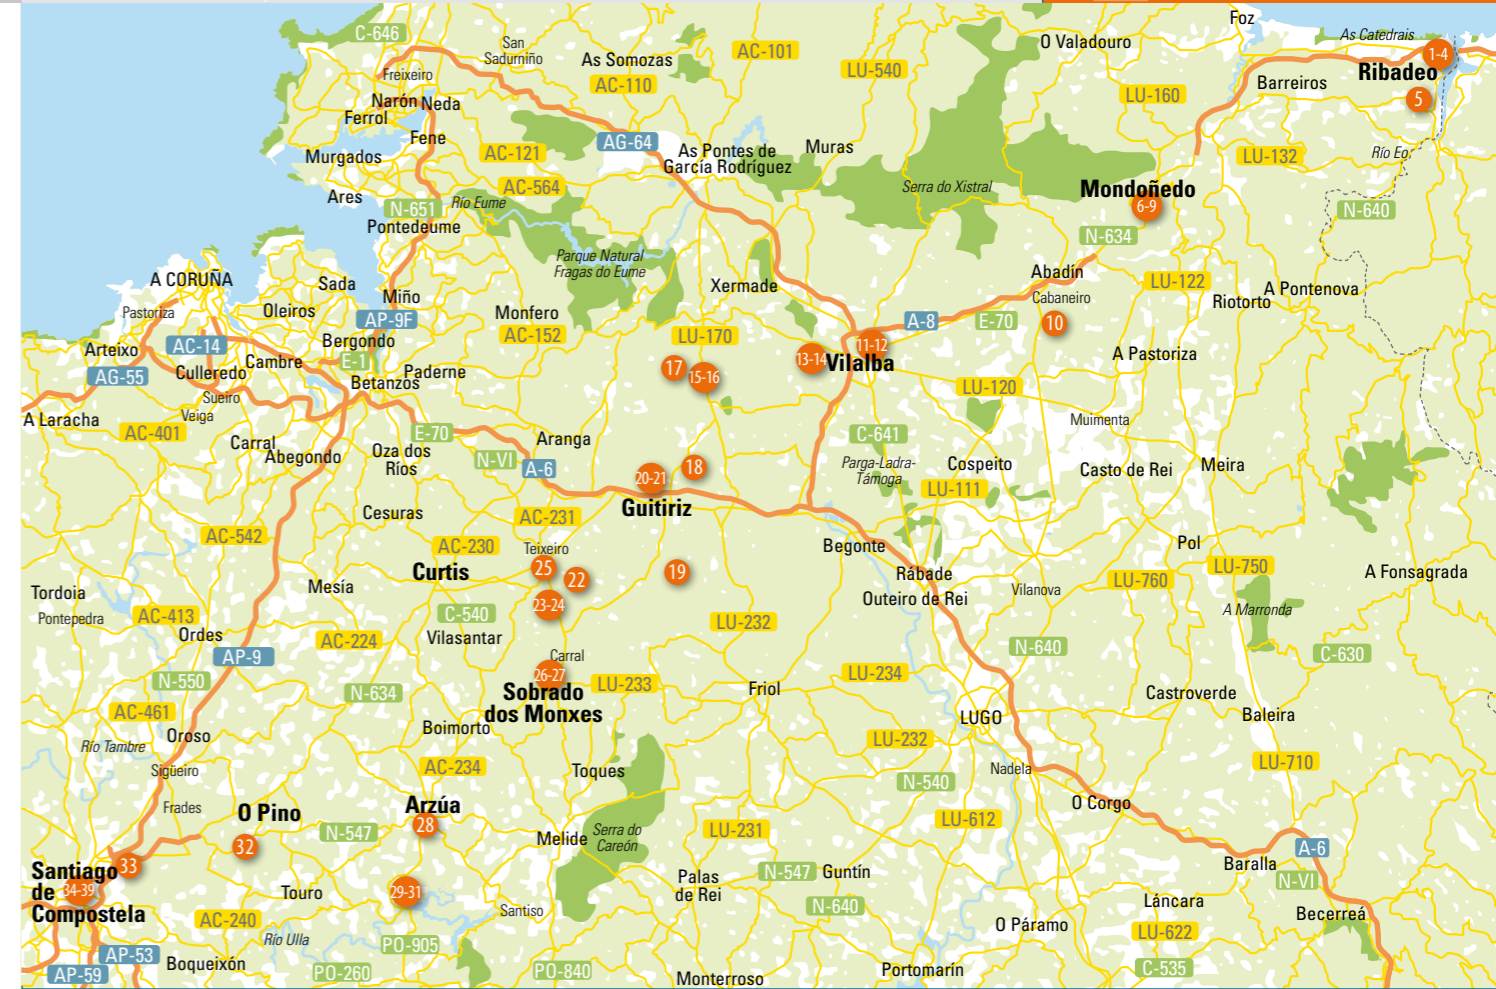 Foz
C-646
As Catedrais
San
Sadurniño
O Valadouro
AC-101
1-4
As Somozas
LU-540
Ribadeo
Freixeiro
Barreiros
AC-110
LU-160
5
Narón
Neda
Ferrol
Fene
AG-64
Muras
AC-121
As Pontes de
García Rodríguez
LU-132
Río Eo
Murgados
Serra do Xistral
Mondoñedo
AC-564
Ares
Río Eume
6-9
N-651
N-640
Pontedeume
N-634
Parque Natural
Fragas do Eume
Abadín
A CORUÑA
Sada
Xermade
LU-122
A Pontenova
Miño
Cabaneiro
Riotorto
Pastoriza
Oleiros
Monfero
AP-9F
A-8
E-70
10
AC-152
LU-170
Bergondo
AC-14
11-12
Arteixo
A Pastoriza
13-14
Vilalba
E-1
Cambre
17
Culleredo
Paderne
AG-55
15-16
Betanzos
LU-120
Sueiro
Veiga
A Laracha
Muimenta
AC-401
E-70
C-641
Carral
Aranga
Abegondo
Oza dos
Ríos
N-VI
A-6
18
Parga-Ladra-
Támoga
Cospeito
Casto de Rei
Meira
20-21
LU-111
Guitiriz
Cesuras
AC-231
AC-542
AC-230
Teixeiro
Begonte
Pol
25
LU-750
Curtis
22
19
Rábade
LU-760
A Fonsagrada
Mesía
Vilanova
Tordoia
Outeiro de Rei
23-24
A Marronda
Pontepedra
AC-413
C-540
LU-232
Ordes
AC-224
Vilasantar
N-640
AP-9
Carral
C-630
26-27
LU-234
N-550
LU-233
Sobrado
dos Monxes
N-634
Friol
Castroverde
AC-461
LUGO
Baleira
Boimorto
Oroso
Río Tambre
LU-232
LU-710
Sigüeiro
AC-234
Toques
Nadela
N-540
Frades
O Pino
Arzúa
O Corgo
28
LU-612
N-547
Melide
Serra do
Careón
LU-231
32
A-6
33
Santiago
de
Compostela
Baralla
N-547
Guntín
Palas
de Rei
N-VI
34-39
Touro
29-31
Láncara
N-640
Santiso
Becerreá
AC-240
O Páramo
LU-622
Río Ulla
PO-905
AP-53
Boqueixón
C-535
AP-59
PO-260
PO-840
Portomarín
Monterroso